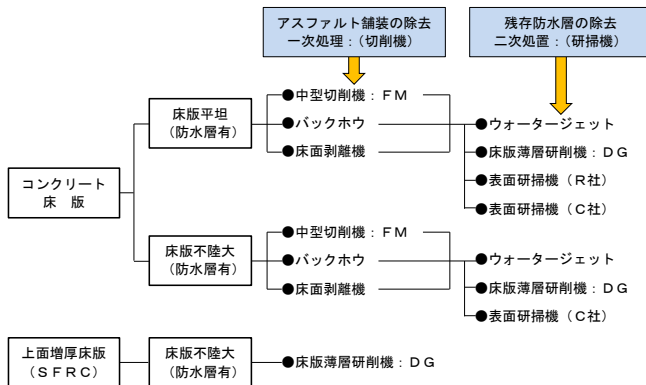 アスファルト舗装の除去
一次処理：（切削機）
残存防水層の除去
二次処置：（研掃機）
コンクリート
床　版
床版平坦
（防水層有）
●中型切削機：ＦＭ
●バックホウ
●床面剥離機
●ウォータージェット
●床版薄層研削機：ＤＧ
●表面研掃機（Ｒ社）
●表面研掃機（Ｃ社）
床版不陸大
（防水層有）
●中型切削機：ＦＭ
●バックホウ
●床面剥離機
●ウォータージェット
●床版薄層研削機：ＤＧ
●表面研掃機（Ｃ社）
上面増厚床版
（ＳＦＲＣ）
床版不陸大
（防水層有）
●床版薄層研削機：ＤＧ